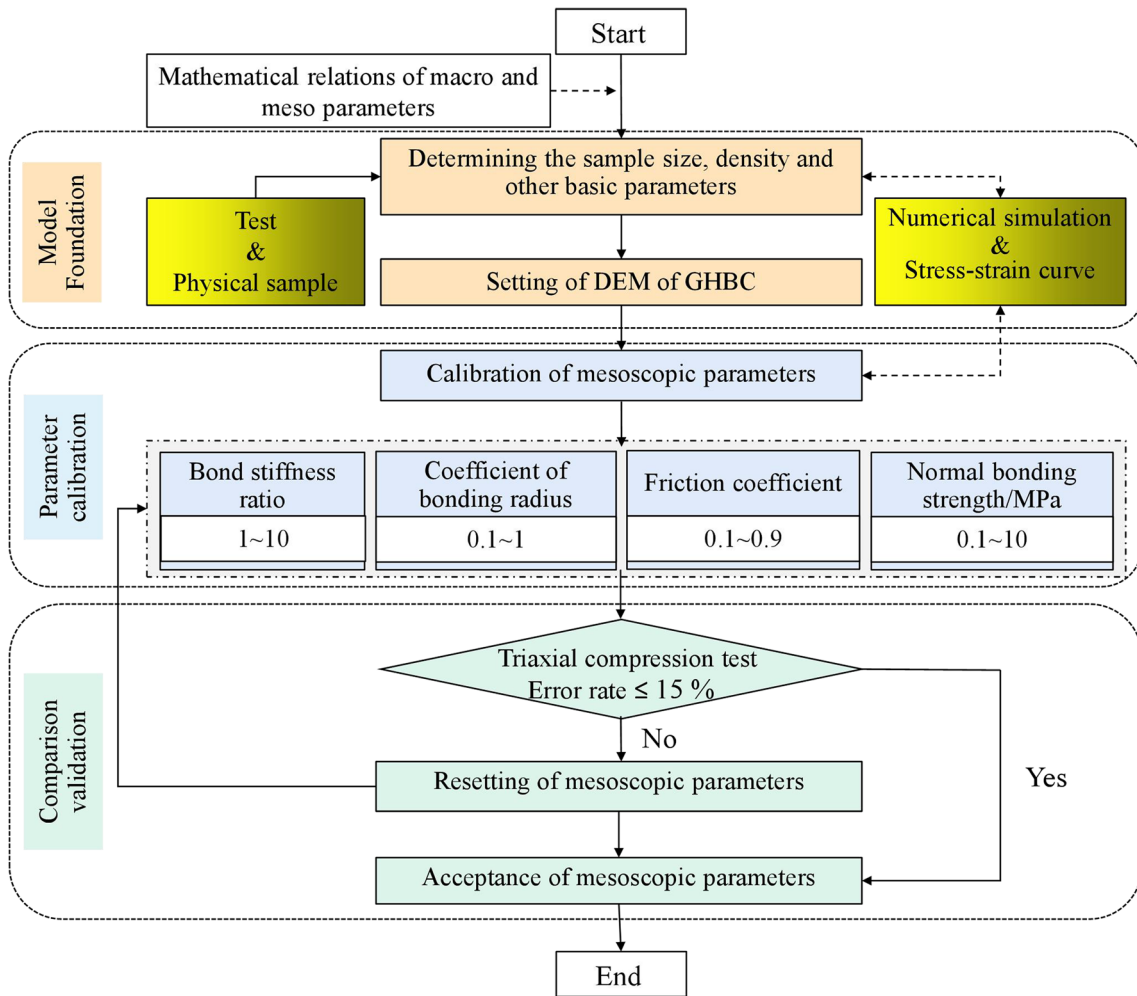 Start
Mathematical relations of macro and
meso parameters
Model
Foundation
Determining the sample size, density and
other basic parameters
Test
&
Physical sample
Numerical simulation
&
Stress-strain curve
Setting of DEM of GHBC
Parameter
calibration
Calibration of mesoscopic parameters
Bond stiffness
ratio
1~10
Coefficient of
bonding radius
0.1~1
Friction coefficient
0.1~0.9
Normal bonding
strength/MPa
0.1~10
Comparison
validation
Triaxial compression test
Error rate ≤ 15 %
No
Yes
Resetting of mesoscopic parameters
Acceptance of mesoscopic parameters
End